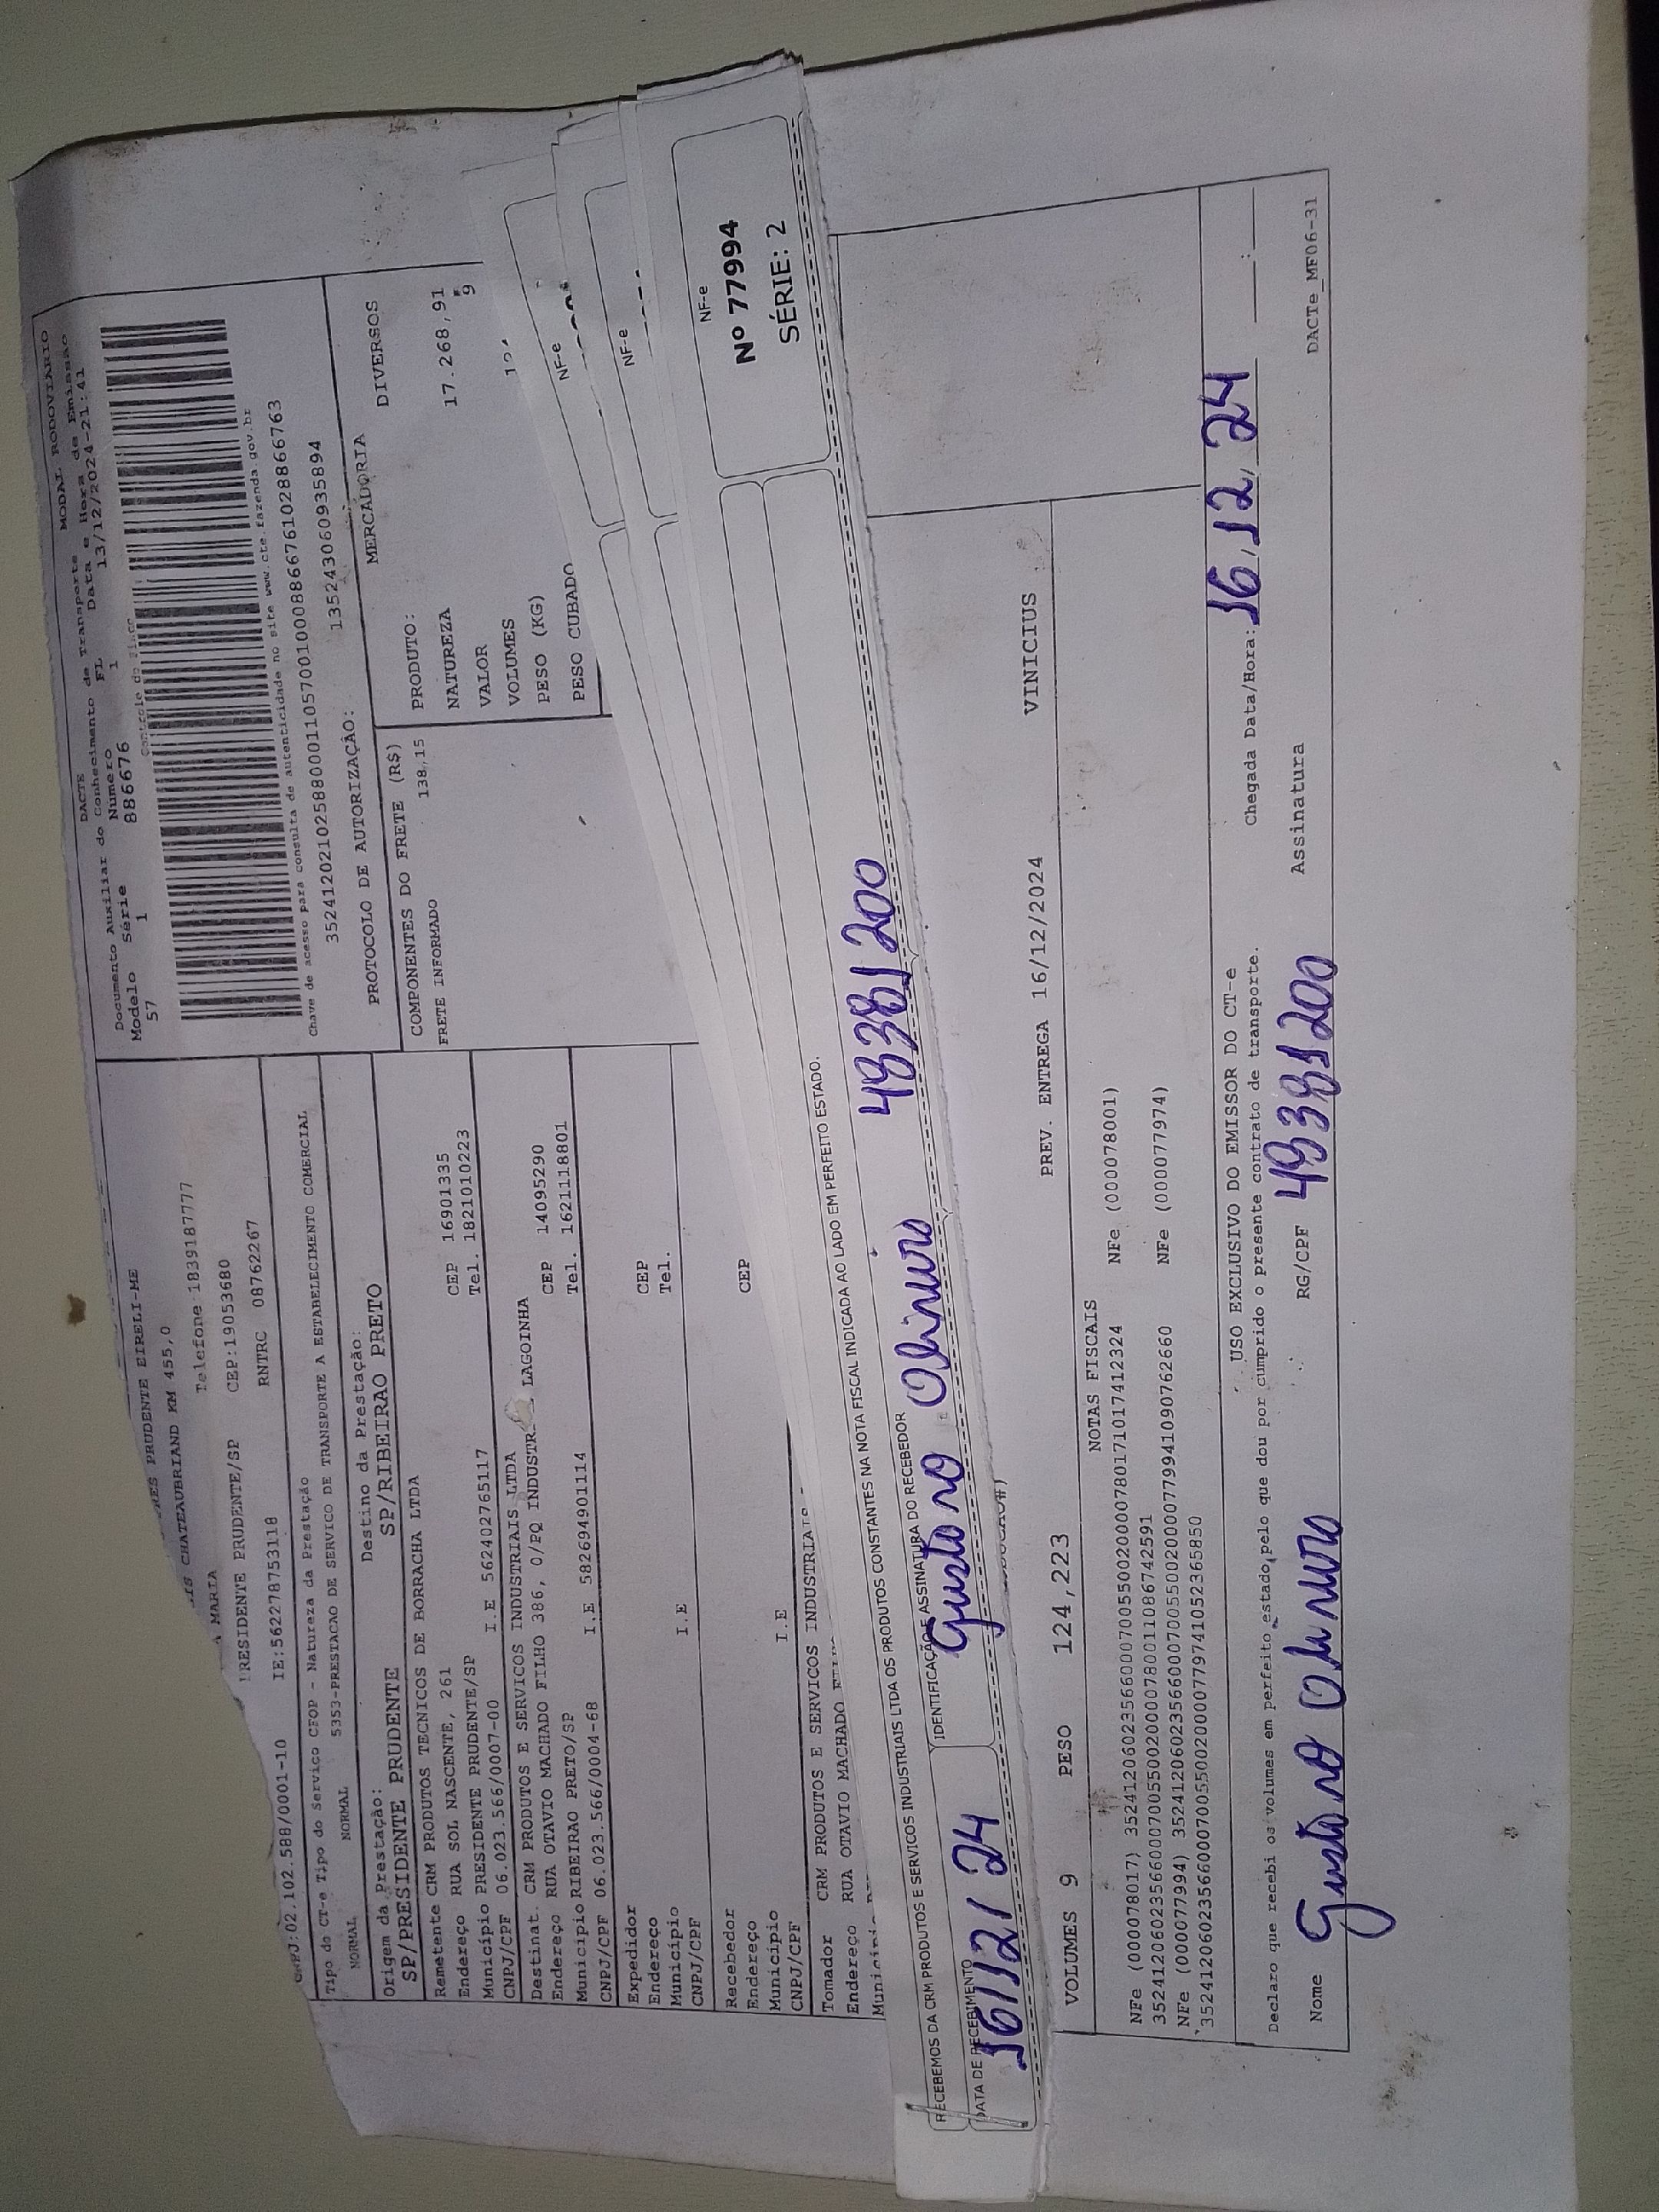 DACTE
MODAL RODOVIÁRIO
Documento Auxiliar do Conhecimento de Transporte
Modelo Série Número FL Data e Hora de Emissão
57 1 886676 1 13/12/2024-21:41
Chave de acesso para consulta de autenticidade no site www.cte.fazenda.gov.br
35241202102588000110570010008866761028866763
PROTOCOLO DE AUTORIZAÇÃO: 135243060935894
PRUDENTE EIRELI-ME
CHATEAUBRIAND KM 455,0
MARIA Telefone:1839187777
PRUDENTE/SP CEP:19053680
IE:562278753118 RNTRC 08762267
CNPJ:02.102.588/0001-10
Tipo do CT-e Tipo do Serviço CFOP - Natureza da Prestação
NORMAL NORMAL 5353-PRESTACAO DE SERVICO DE TRANSPORTE A ESTABELECIMENTO COMERCIAL
Origem da Prestação: Destino da Prestação:
SP/PRESIDENTE PRUDENTE SP/RIBEIRAO PRETO
Remetente CRM PRODUTOS TECNICOS DE BORRACHA LTDA
Endereço RUA SOL NASCENTE, 261 CEP 16901335
Município PRESIDENTE PRUDENTE/SP Tel. 1821010223
CNPJ/CPF 06.023.566/0007-00 I.E 562402765117
Destinat. CRM PRODUTOS E SERVICOS INDUSTRIAIS LTDA
Endereço RUA OTAVIO MACHADO FILHO 386, 0/PQ INDUSTR LAGOINHA
Município RIBEIRAO PRETO/SP CEP 14095290
CNPJ/CPF 06.023.566/0004-68 I.E 582694901114 Tel. 1621118801
Expedidor
Endereço CEP
Município Tel.
CNPJ/CPF I.E
Recebedor
Endereço CEP
Município
CNPJ/CPF I.E
Tomador CRM PRODUTOS E SERVICOS
Endereço RUA OTAVIO MACHADO
COMPONENTES DO FRETE (R$)
FRETE INFORMADO 138,15
MERCADORIA
PRODUTO: DIVERSOS
NATUREZA
VALOR 17.268,91
VOLUMES 9
PESO (KG)
PESO CUBADO
NF-e
NF-e
NF-e
Nº 77994
SÉRIE: 2
RECEBEMOS DA CRM PRODUTOS E SERVICOS INDUSTRIAIS LTDA OS PRODUTOS CONSTANTES NA NOTA FISCAL INDICADA AO LADO EM PERFEITO ESTADO.
DATA DE RECEBIMENTO IDENTIFICAÇÃO E ASSINATURA DO RECEBEDOR
16/12/24 Gustavo 49381200
VOLUMES 9 PESO 124,223 PREV. ENTREGA 16/12/2024 VINICIUS
NOTAS FISCAIS
NFe (000078017) 35241206023566000700550020000780171017412324 NFe (000078001)
35241206023566000700550020000780011086742591
NFe (000077994) 35241206023566000700550020000779941090762660 NFe (000077974)
35241206023566000700550020000779741052365850
USO EXCLUSIVO DO EMISSOR DO CT-e
Declaro que recebi os volumes em perfeito estado pelo que dou por cumprido o presente contrato de transporte. Chegada Data/Hora: 16,12,24
Nome Gustavo RG/CPF 49381200 Assinatura
DACTe_MF06-31